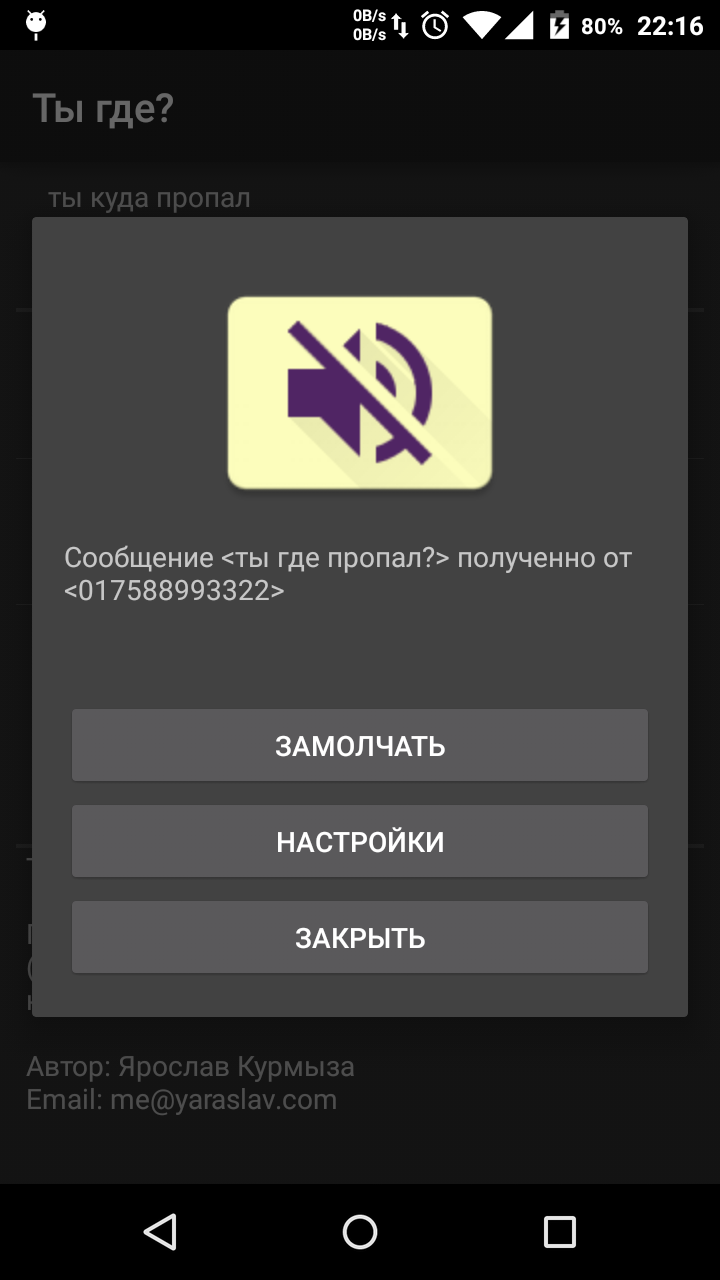 0B/s
0B/s
80% 22:16
Ты где?
ты куда пропал
Сообщение <ты где пропал?> полученно от
<017588993322>
ЗАМОЛЧАТЬ
НАСТРОЙКИ
ЗАКРЫТЬ
Автор: Ярослав Курмыза
Email: me@yaraslav.com